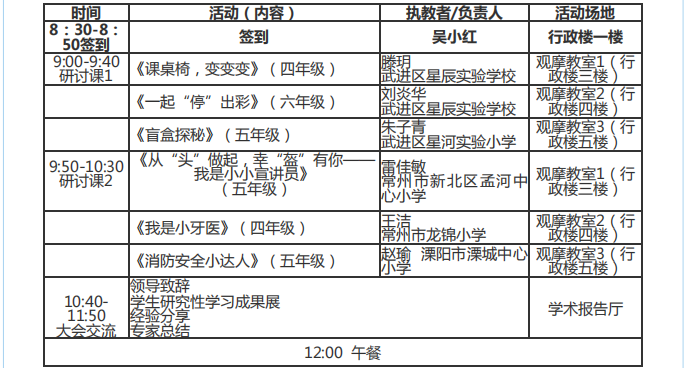 时间 活动（内容） 执教者/负责人 活动场地
8：30-8：
50签到
签到
吴小红
行政楼一楼
9:00-9:40
研讨课1
《课桌椅，变变变》（四年级）
滕玥
武进区星辰实验学校
观摩教室1（行
政楼三楼）
《一起“停”出彩》（六年级）
刘炎华
武进区星辰实验学校
观摩教室2（行
政楼四楼）
《盲盒探秘》（五年级）
朱子青
武进区星河实验小学
观摩教室3（行
政楼五楼）
9:50-10:30
研讨课2
《从“头”做起，幸“盔”有你——
我是小小宣讲员》
（五年级）
雷佳敏
常州市新北区孟河中
心小学
观摩教室1（行
政楼三楼）
《我是小牙医》（四年级）
王洁
常州市龙锦小学
观摩教室2（行
政楼四楼）
《消防安全小达人》（五年级）
赵瑜 溧阳市溧城中心
小学
观摩教室3（行
政楼五楼）
10:40-
11:50
大会交流
领导致辞
学生研究性学习成果展
经验分享
专家总结
学术报告厅
12:00 午餐